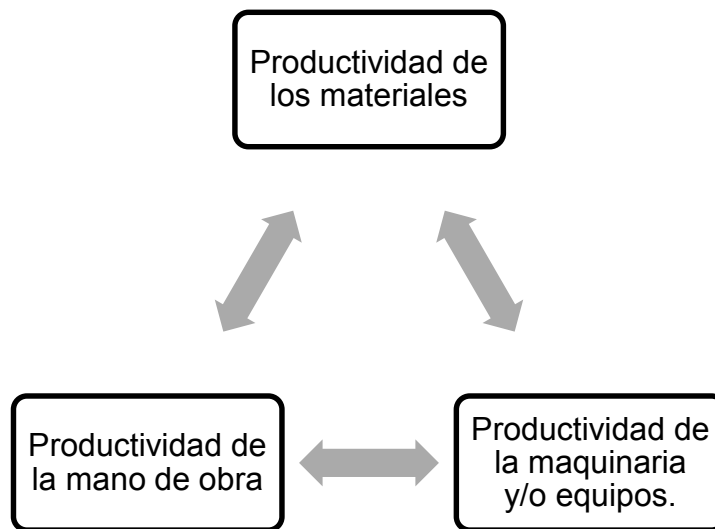 Productividad de
los materiales
Productividad de
la mano de obra
Productividad de
la maquinaria
y/o equipos.